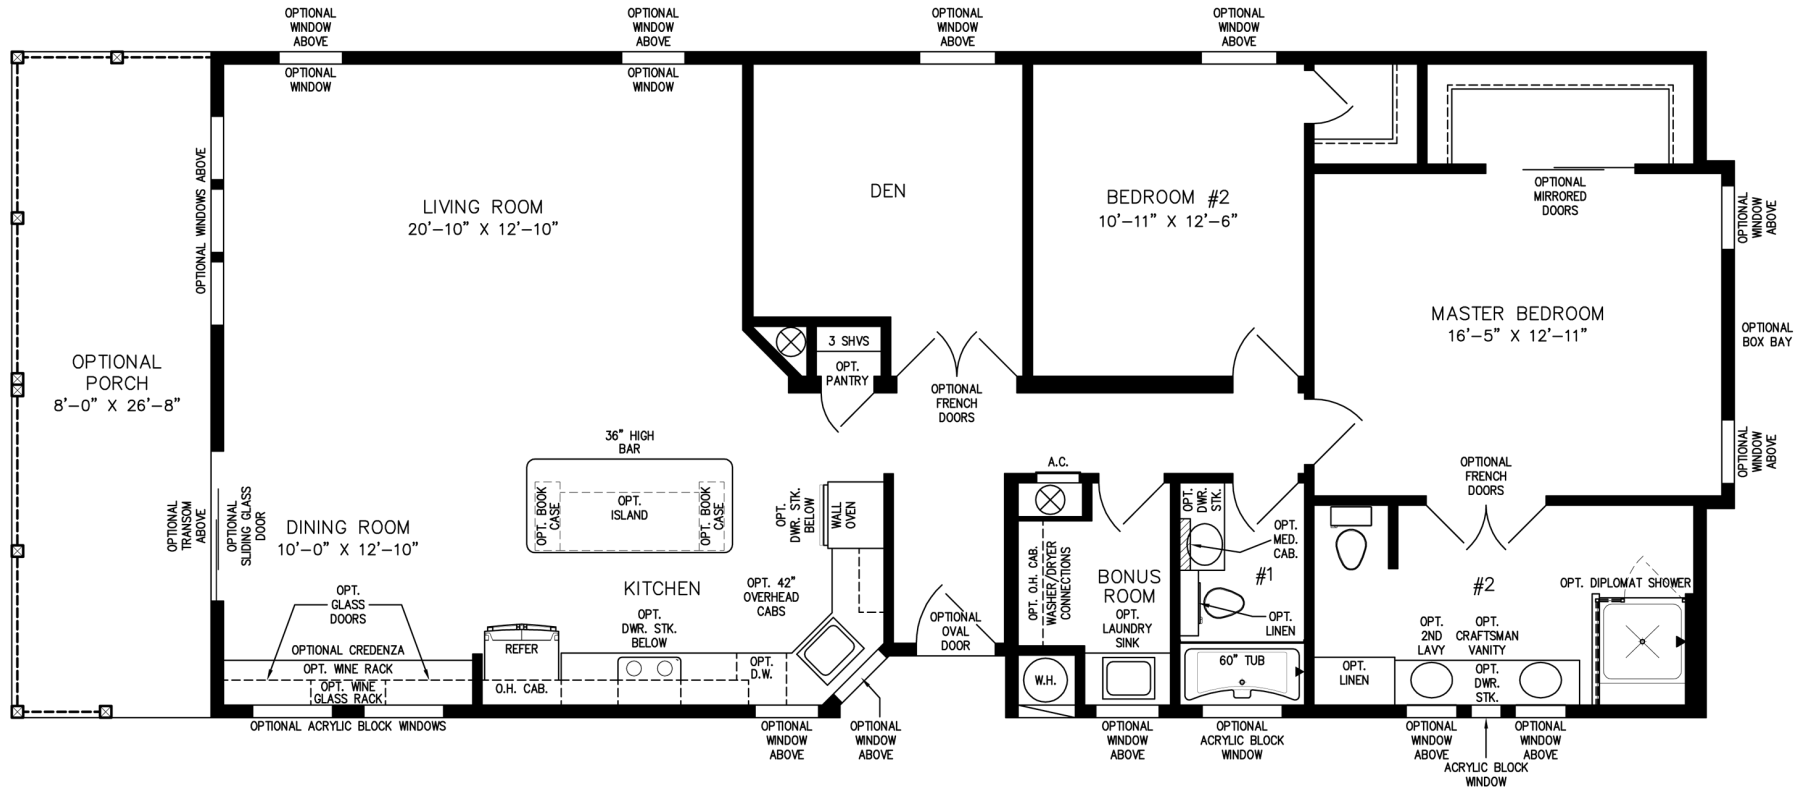 OPTIONAL
WINDOW
ABOVE
OPTIONAL
WINDOW
ABOVE
OPTIONAL
WINDOW
ABOVE
OPTIONAL
WINDOW
ABOVE
OPTIONAL
WINDOW
OPTIONAL
WINDOW
OPTIONAL WINDOWS ABOVE
LIVING ROOM
20'-10" X 12'-10"
DEN
BEDROOM #2
10'-11" X 12'-6"
OPTIONAL
MIRRORED
DOORS
OPTIONAL
WINDOW
ABOVE
MASTER BEDROOM
16'-5" X 12'-11"
OPTIONAL
BOX BAY
OPTIONAL
PORCH
8'-0" X 26'-8"
3 SHVS
OPT.
PANTRY
OPTIONAL
FRENCH
DOORS
36" HIGH
BAR
OPT. BOOK
CASE
OPT.
ISLAND
OPT. BOOK
CASE
OPT.
DWR. STK.
BELOW
WALL
OVEN
A.C.
OPTIONAL
FRENCH
DOORS
OPTIONAL
WINDOW
ABOVE
OPTIONAL
TRANSOM
ABOVE
OPTIONAL
SLIDING GLASS
DOOR
DINING ROOM
10'-0" X 12'-10"
KITCHEN
OPT. 42"
OVERHEAD
CABS
OPT.
GLASS
DOORS
OPT.
DWR. STK.
BELOW
OPTIONAL
OVAL
DOOR
OPT. O.H. CAB.
WASHER/DRYER
CONNECTIONS
BONUS
ROOM
OPT.
LAUNDRY
SINK
OPT.
DWR.
STK.
OPT.
MED.
CAB.
#1
OPT.
LINEN
#2
OPT. DIPLOMAT SHOWER
OPT.
2ND
LAVY
OPT.
CRAFTSMAN
VANITY
OPTIONAL CREDENZA
OPT. WINE RACK
OPT. WINE
GLASS RACK
REFER
O.H. CAB.
OPT.
D.W.
W.H.
60" TUB
OPT.
LINEN
OPT.
DWR.
STK.
OPTIONAL ACRYLIC BLOCK WINDOWS
OPTIONAL
WINDOW
ABOVE
OPTIONAL
WINDOW
ABOVE
OPTIONAL
WINDOW
ABOVE
OPTIONAL
ACRYLIC BLOCK
WINDOW
OPTIONAL
WINDOW
ABOVE
OPTIONAL
WINDOW
ABOVE
ACRYLIC BLOCK
WINDOW